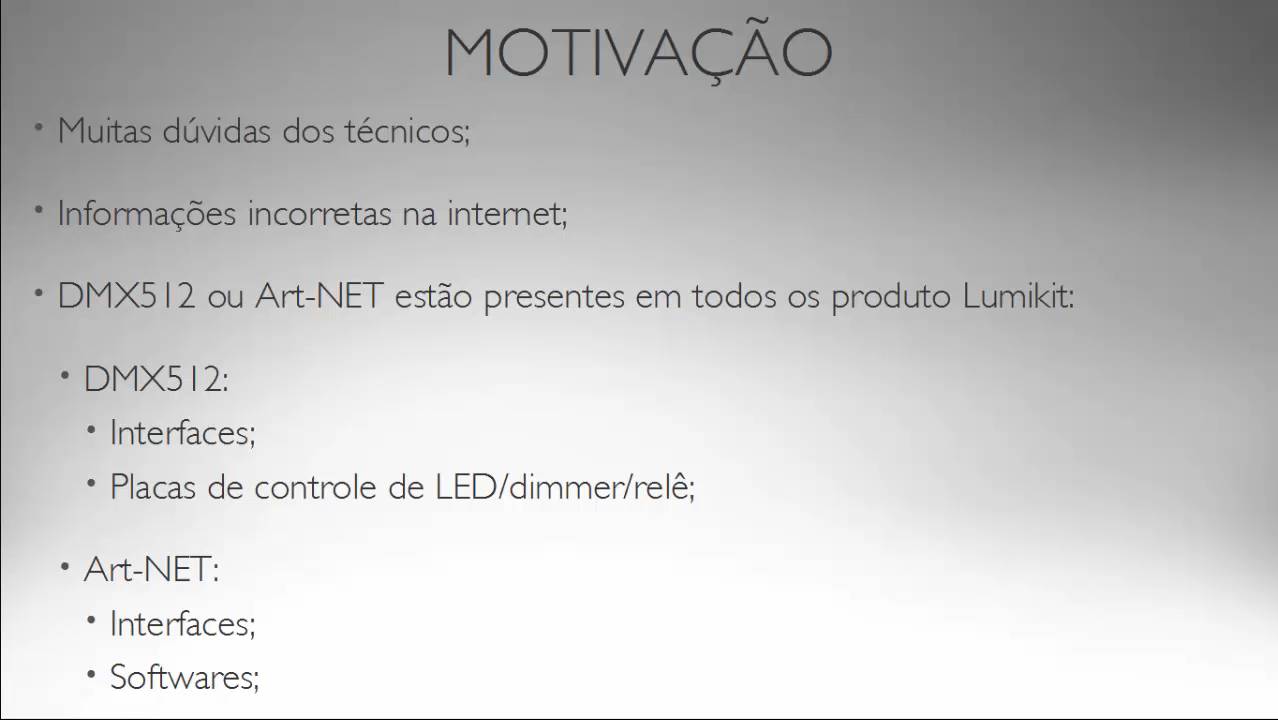 MOTIVAÇÃO
• Muitas dúvidas dos técnicos;
• Informações incorretas na internet;
• DMX512 ou Art-NET estão presentes em todos os produto Lumikit:
• DMX512:
• Interfaces;
• Placas de controle de LED/dimmer/relê;
• Art-NET:
• Interfaces;
• Softwares;